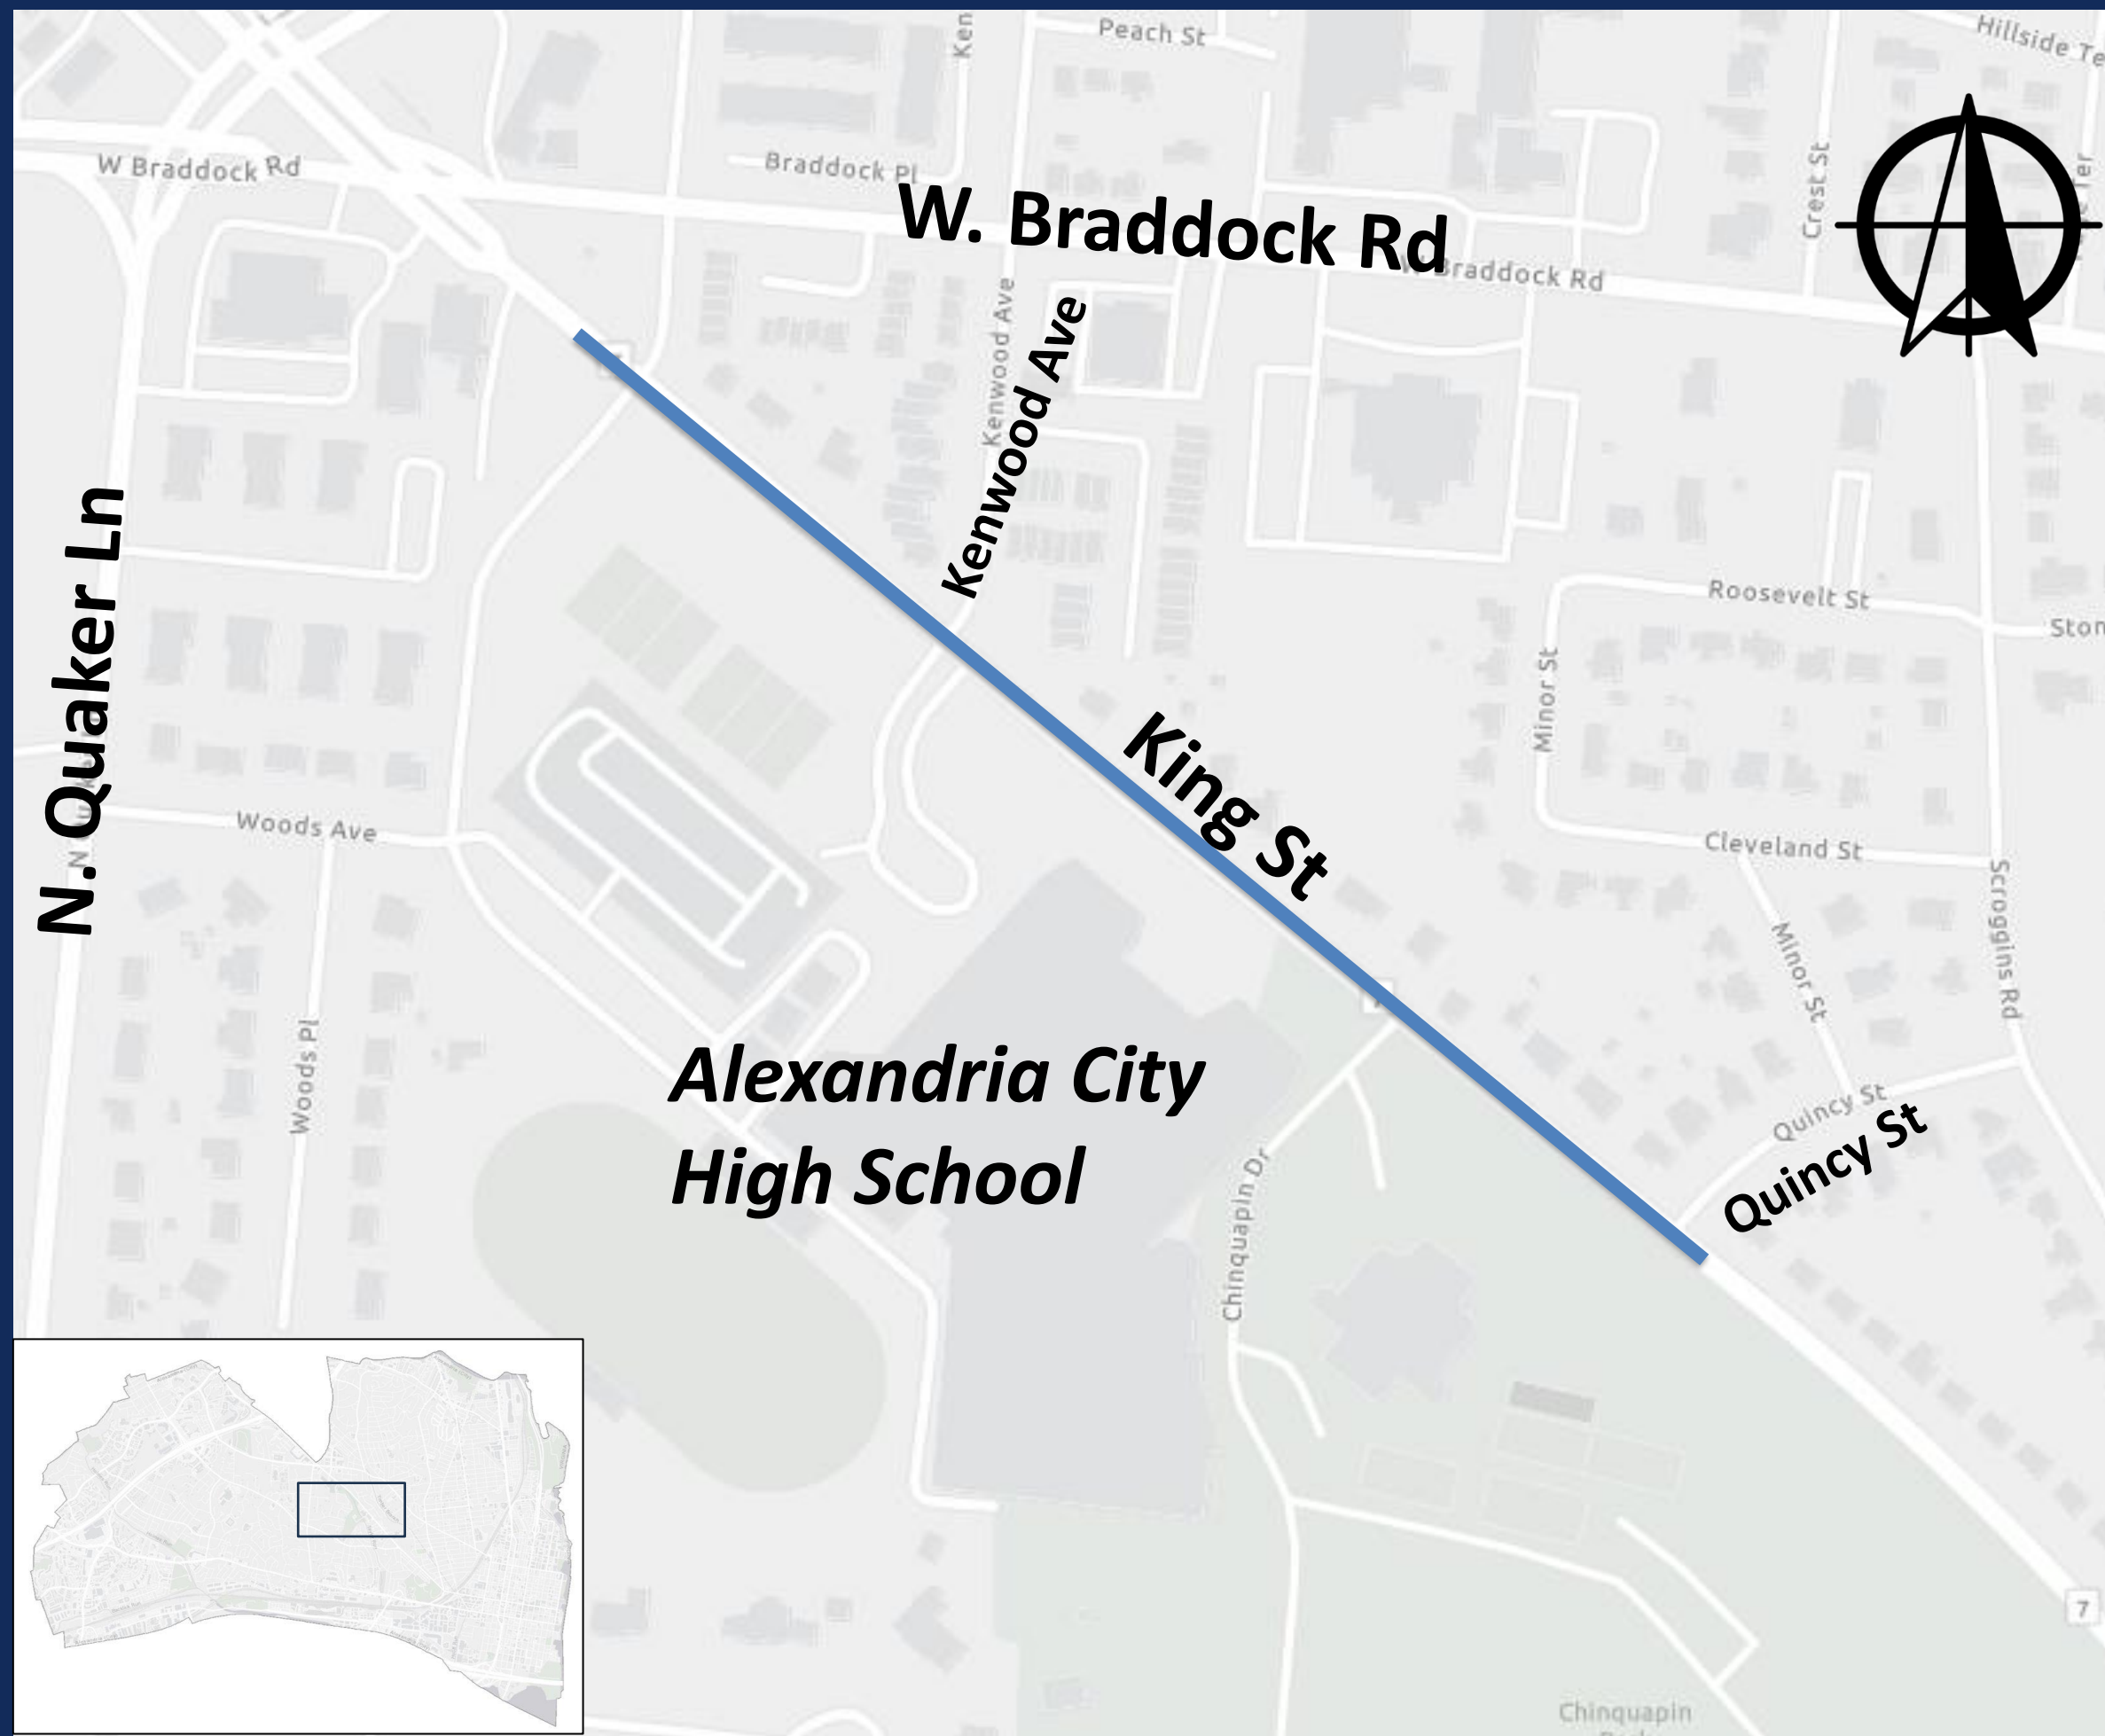 Peach St
Hillside Te
Ken
W Braddock Rd
Braddock Pl
W. Braddock Rd
Crest St
Braddock Rd
Kenwood Ave
Kenwood Ave
N. Quaker Ln
Roosevelt St
Ston
Minor St
King St
Woods Ave
Cleveland St
Scroggins Rd
Minor St
Woods Pl
Alexandria City
High School
Quincy St
Quincy St
Chinquapin Dr
7
Chinquapin